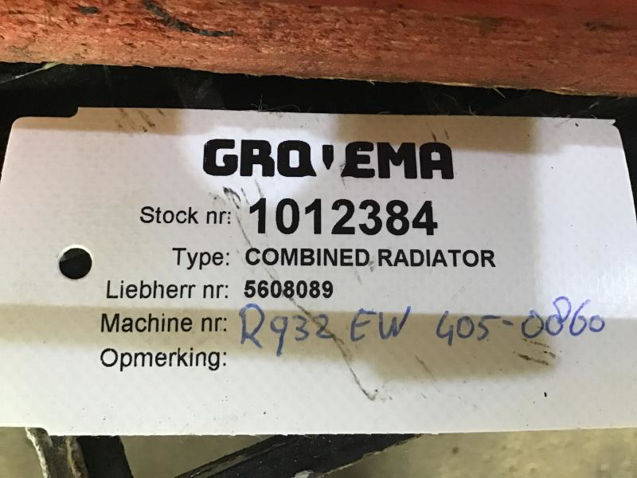 GROVEMA
Stock nr: 1012384
Type: COMBINED RADIATOR
Liebherr nr: 5608089
Machine nr: R932 EW 405-0860
Opmerking: